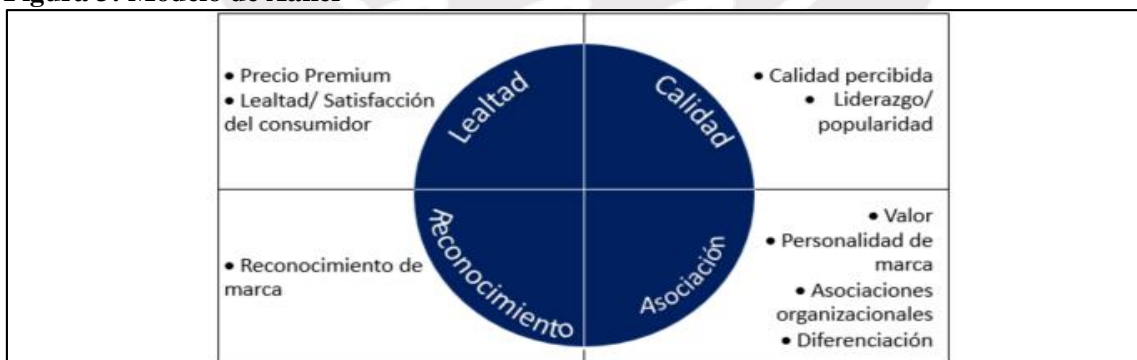 • Precio Premium
• Lealtad/ Satisfacción
del consumidor
Lealtad
Calidad
• Calidad percibida
• Liderazgo/
popularidad
• Reconocimiento de
marca
Reconocimiento
Asociación
• Valor
• Personalidad de
marca
• Asociaciones
organizacionales
• Diferenciación